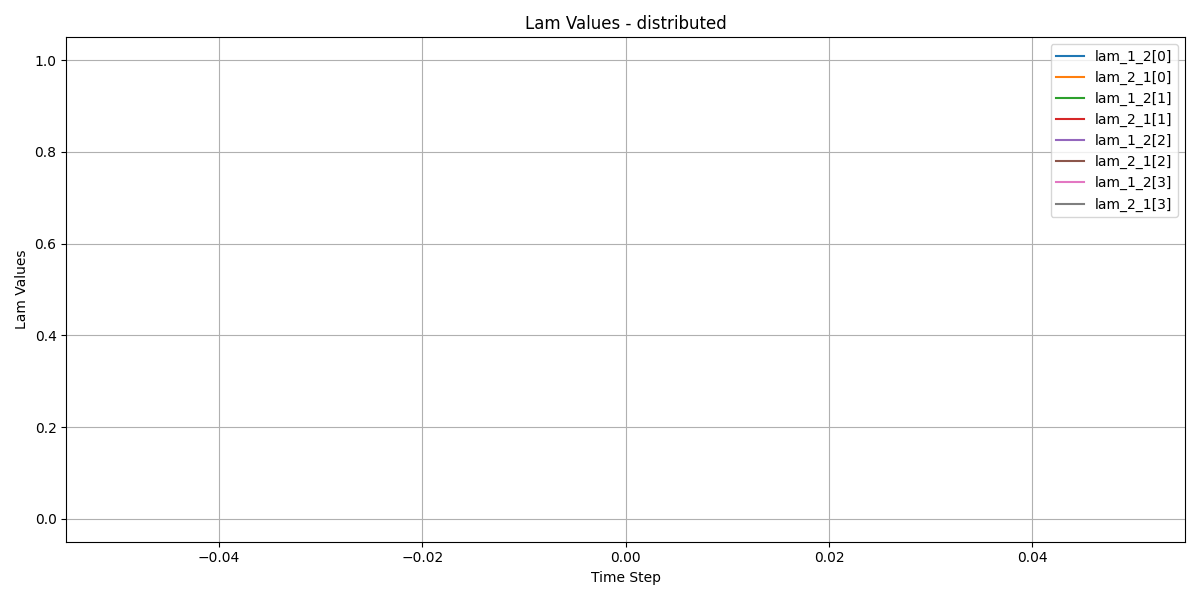 Lam Values - distributed
lam_1_2[0]
lam_2_1[0]
lam_1_2[1]
lam_2_1[1]
lam_1_2[2]
lam_2_1[2]
lam_1_2[3]
lam_2_1[3]
Lam Values
1.0
0.8
0.6
0.4
0.2
0.0
−0.04 −0.02 0.00 0.02 0.04
Time Step